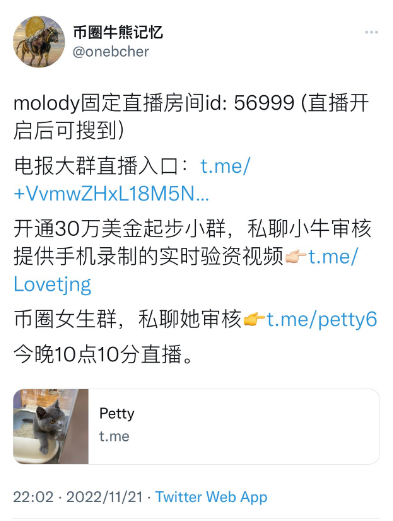 币圈牛熊记忆
@onebcher
molody固定直播房间id: 56999 (直播开
启后可搜到)
电报大群直播入口：t.me/
+VvmwZHxL18M5N...
开通30万美金起步小群，私聊小牛审核
提供手机录制的实时验资视频👉🏻t.me/
Lovetjng
币圈女生群，私聊她审核👉t.me/petty6
今晚10点10分直播。
Petty
t.me
22:02 · 2022/11/21 · Twitter Web App